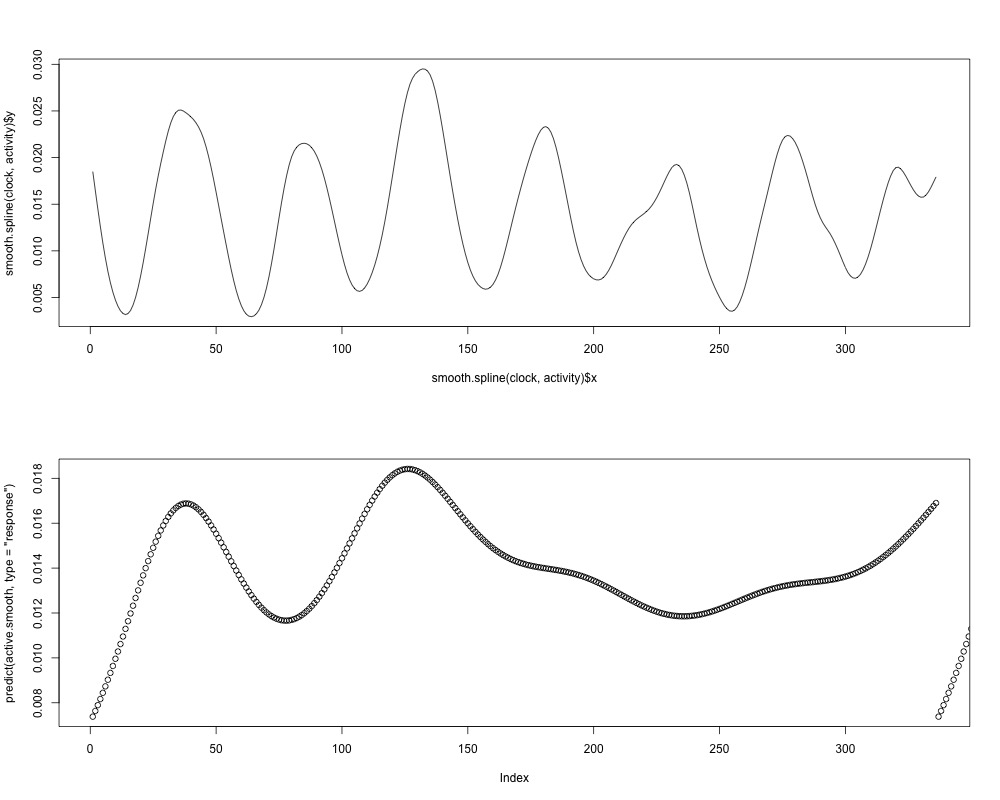 smooth.spline(clock, activity)$y
0.030
0.025
0.020
0.015
0.010
0.005
0 50 100 150 200 250 300
smooth.spline(clock, activity)$x
predict(active.smooth, type = "response")
0.018
0.016
0.014
0.012
0.010
0.008
0 50 100 150 200 250 300
Index